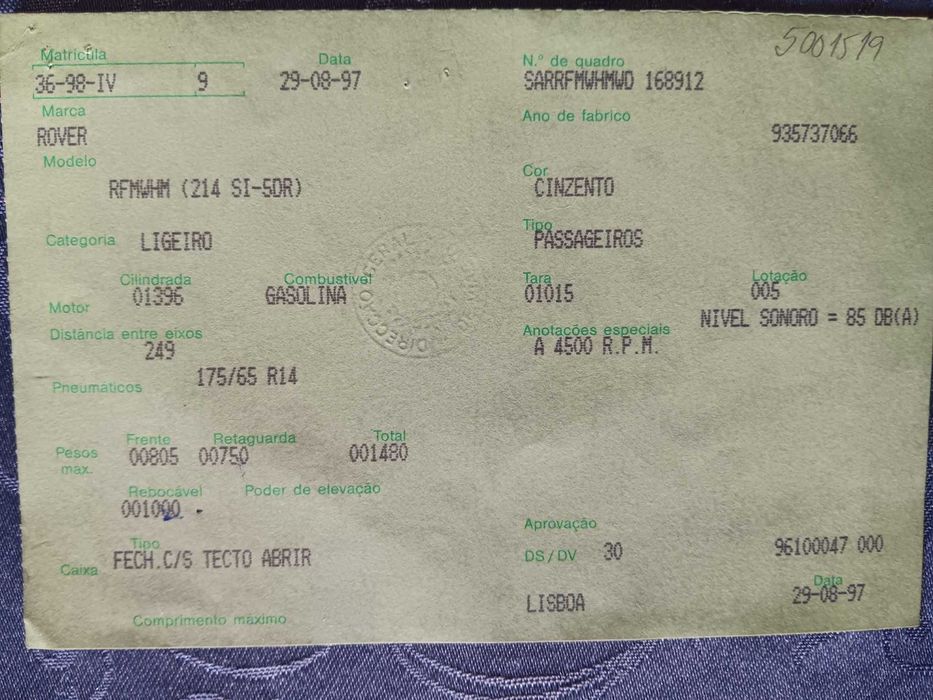 5001519
Matrícula Data N.º de quadro
36-98-IV 9 29-08-97 SARRFMWHMWD 168912
Marca Ano de fabrico
ROVER 935737066
Modelo Cor
RFMWHM (214 SI-5DR) CINZENTO
Categoria LIGEIRO Tipo
PASSAGEIROS
Cilindrada Combustível Tara Lotação
Motor 01396 GASOLINA 01015 005
Distância entre eixos Anotações especiais NIVEL SONORO = 85 DB(A)
249 A 4500 R.P.M.
Pneumáticos 175/65 R14
Frente Retaguarda Total
Pesos max. 00805 00750 001480
Rebocável Poder de elevação
001000
Tipo Aprovação
Caixa FECH.C/S TECTO ABRIR DS/DV 30 96100047 000
Data
LISBOA 29-08-97
Comprimento máximo
DIRECÇÃO GERAL